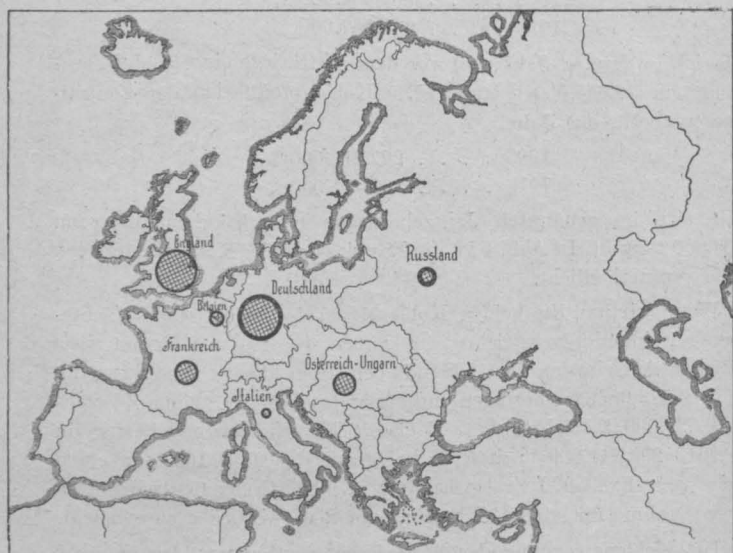 England
Russland
Deutschland
Belgien
Frankreich
Österreich-Ungarn
Italien